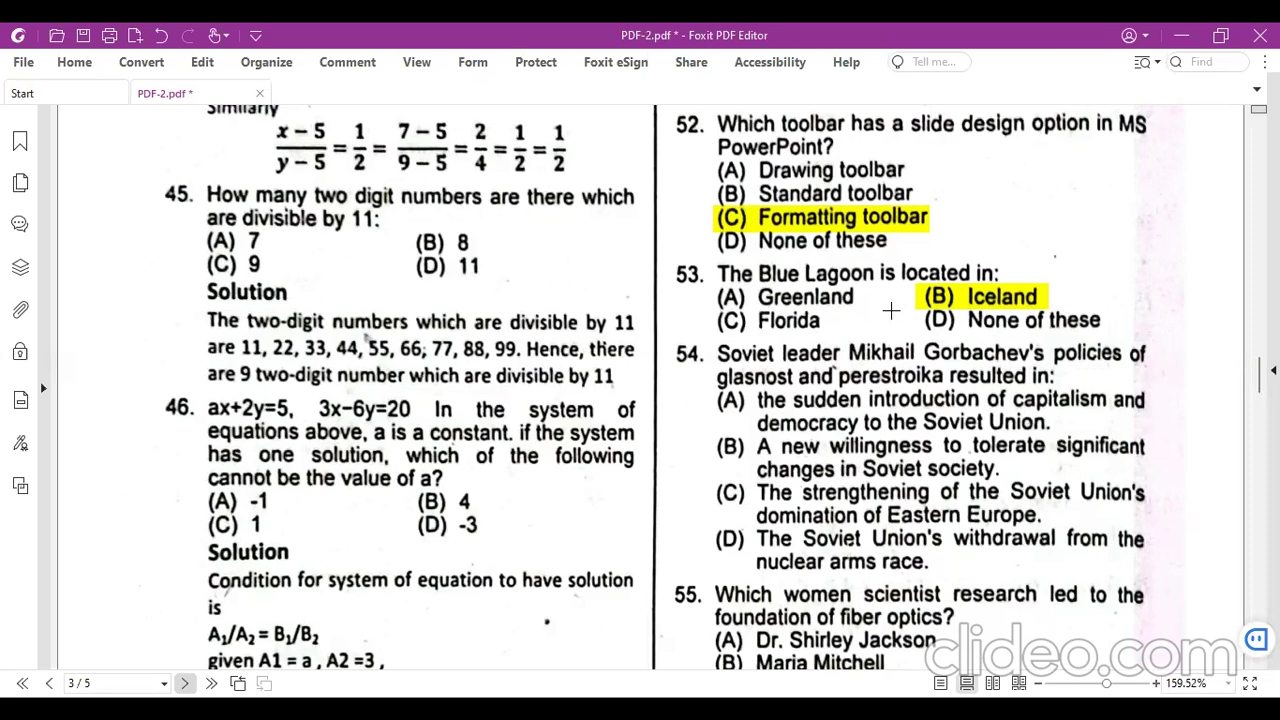 PDF-2.pdf * - Foxit PDF Editor
File Home Convert Edit Organize Comment View Form Protect Foxit eSign Share Accessibility Help Tell me... Find
Start PDF-2.pdf *
Similarly
x – 5 / y – 5 = 1/2 = 7 – 5 / 9 – 5 = 2/4 = 1/2 = 1/2
45. How many two digit numbers are there which
are divisible by 11:
(A) 7 (B) 8
(C) 9 (D) 11
Solution
The two-digit numbers which are divisible by 11
are 11, 22, 33, 44, 55, 66, 77, 88, 99. Hence, there
are 9 two-digit number which are divisible by 11
46. ax+2y=5, 3x–6y=20 In the system of
equations above, a is a constant. if the system
has one solution, which of the following
cannot be the value of a?
(A) -1 (B) 4
(C) 1 (D) -3
Solution
Condition for system of equation to have solution
is
A₁/A₂ = B₁/B₂
given A1 = a , A2 =3 ,
52. Which toolbar has a slide design option in MS
PowerPoint?
(A) Drawing toolbar
(B) Standard toolbar
(C) Formatting toolbar
(D) None of these
53. The Blue Lagoon is located in:
(A) Greenland (B) Iceland
(C) Florida (D) None of these
54. Soviet leader Mikhail Gorbachev's policies of
glasnost and perestroika resulted in:
(A) the sudden introduction of capitalism and
democracy to the Soviet Union.
(B) A new willingness to tolerate significant
changes in Soviet society.
(C) The strengthening of the Soviet Union's
domination of Eastern Europe.
(D) The Soviet Union's withdrawal from the
nuclear arms race.
55. Which women scientist research led to the
foundation of fiber optics?
(A) Dr. Shirley Jackson
(B) Maria Mitchell
clideo.com
3 / 5 159.52%